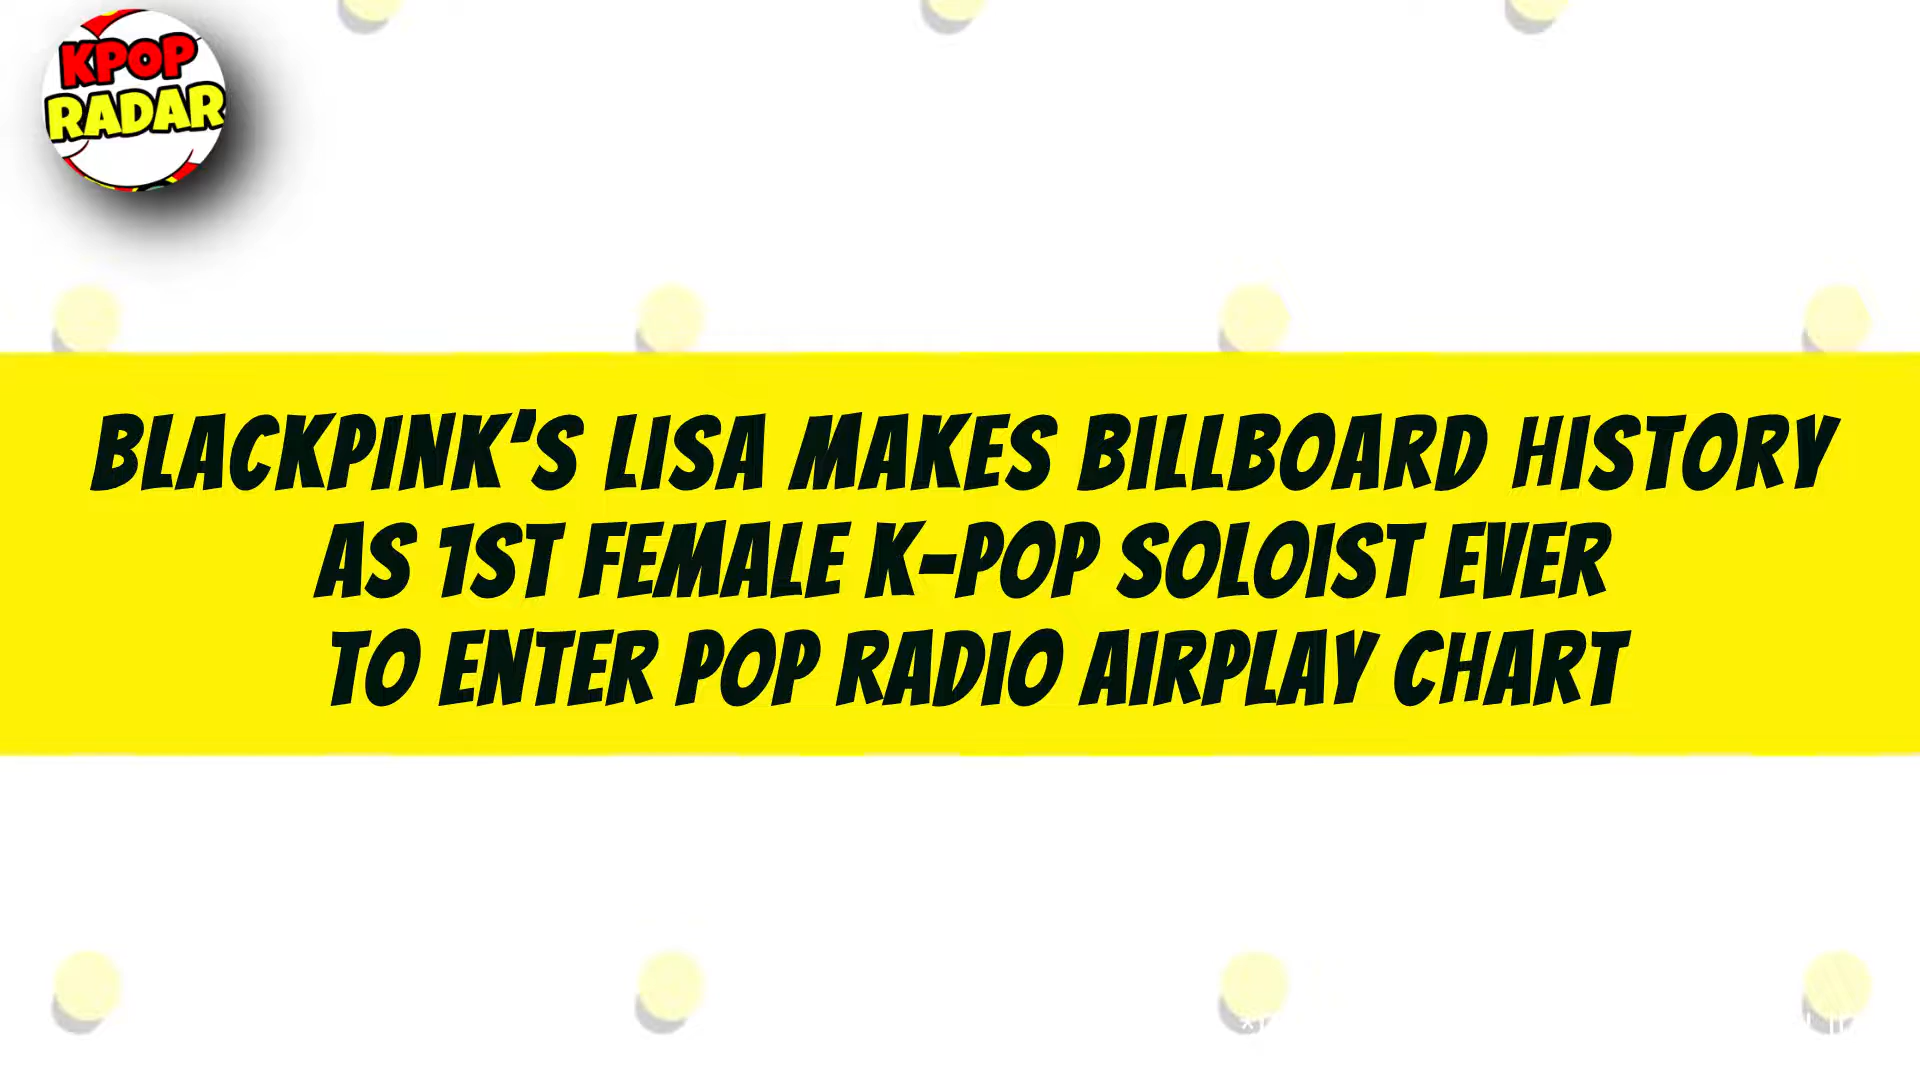 KPOP
RADAR
BLACKPINK'S LISA MAKES BILLBOARD HISTORY
AS 1ST FEMALE K-POP SOLOIST EVER
TO ENTER POP RADIO AIRPLAY CHART